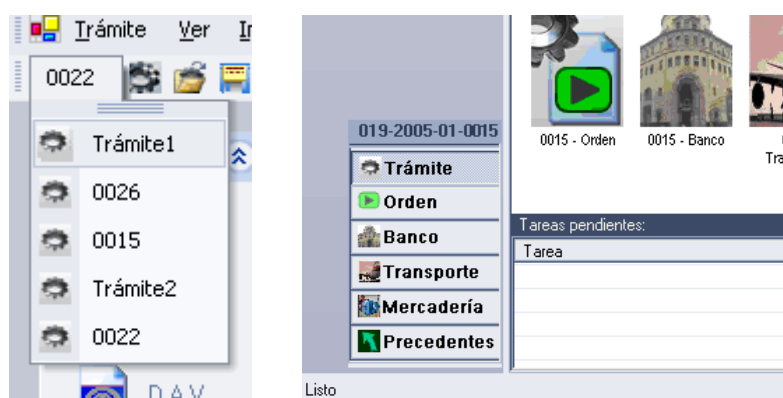 Trámite Ver
0022
Trámite1
0026
0015
Trámite2
0022
D.A.V.
0015 - Orden 0015 - Banco
019-2005-01-0015
Trámite
Orden
Banco
Transporte
Mercadería
Precedentes
Tareas pendientes:
Tarea
Listo